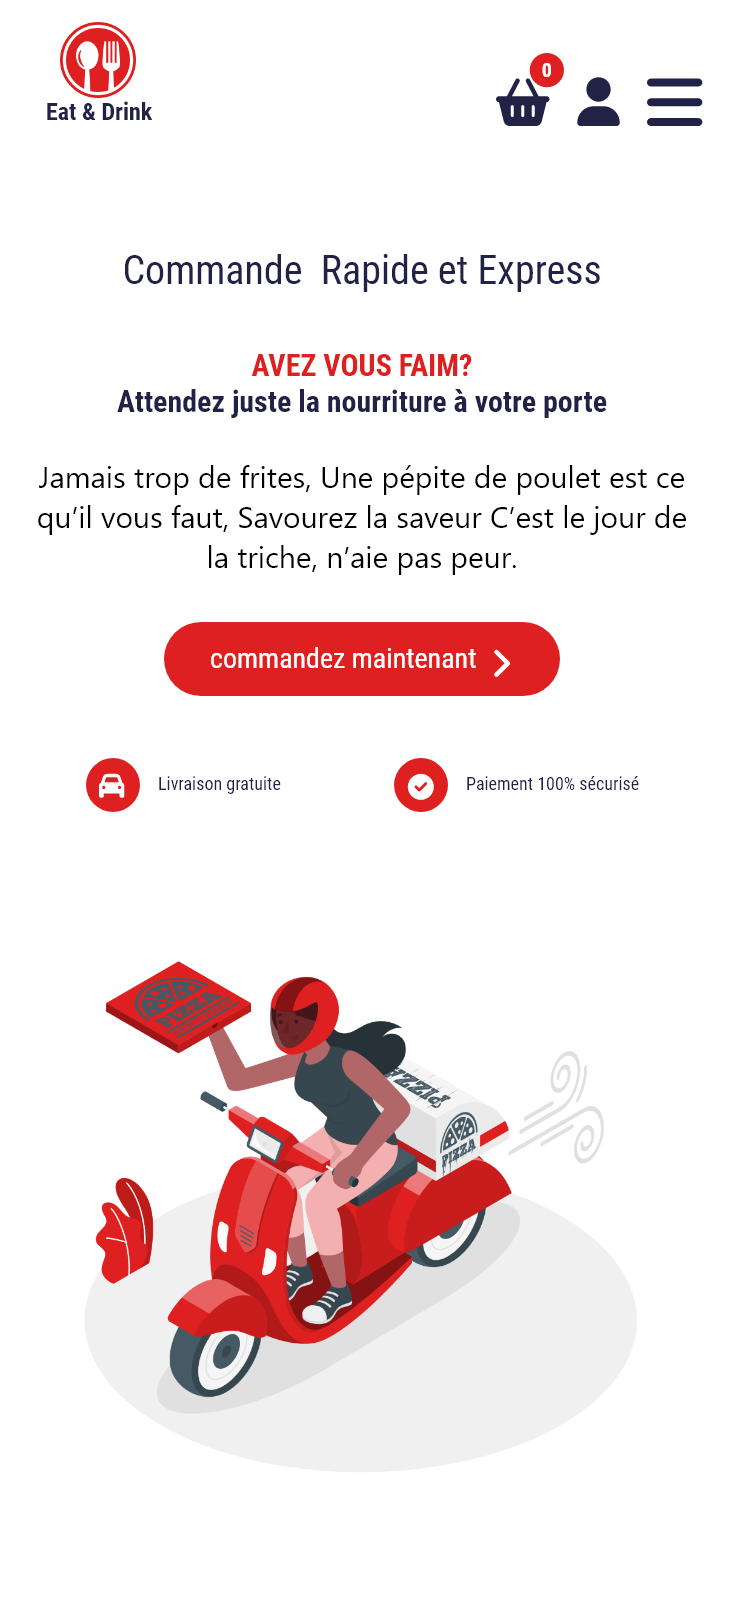 0
Eat & Drink
Commande  Rapide et Express
AVEZ VOUS FAIM?
Attendez juste la nourriture à votre porte
Jamais trop de frites, Une pépite de poulet est ce
qu’il vous faut, Savourez la saveur C’est le jour de
la triche, n’aie pas peur.
commandez maintenant
Livraison gratuite
Paiement 100% sécurisé
PIZZA
PIZZA
PIZZA